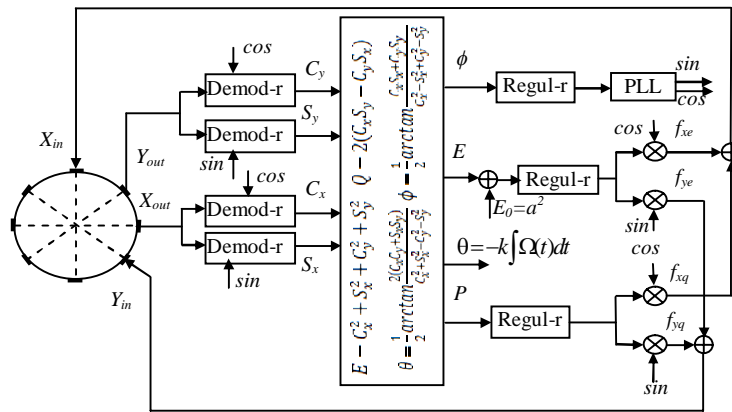 cos
C_y
Demod-r
S_y
Demod-r
sin
cos
C_x
Demod-r
Demod-r
S_x
sin
X_in
Y_out
X_out
Y_in
E − C_x^2 + S_x^2 + C_y^2 + S_y^2 Q − 2(C_x S_y − C_y S_x)
θ = 1/2 arctan 2(C_x C_y + S_x S_y) / C_x^2 + S_x^2 − C_y^2 − S_y^2 ϕ = 1/2 arctan C_x S_x + C_y S_y / C_x^2 − S_x^2 + C_y^2 − S_y^2
ϕ
Regul-r
PLL
sin
cos
E
Regul-r
E_0=a^2
cos
f_xe
f_ye
sin
θ=−k∫Ω(t)dt
P
Regul-r
cos
f_xq
f_yq
sin